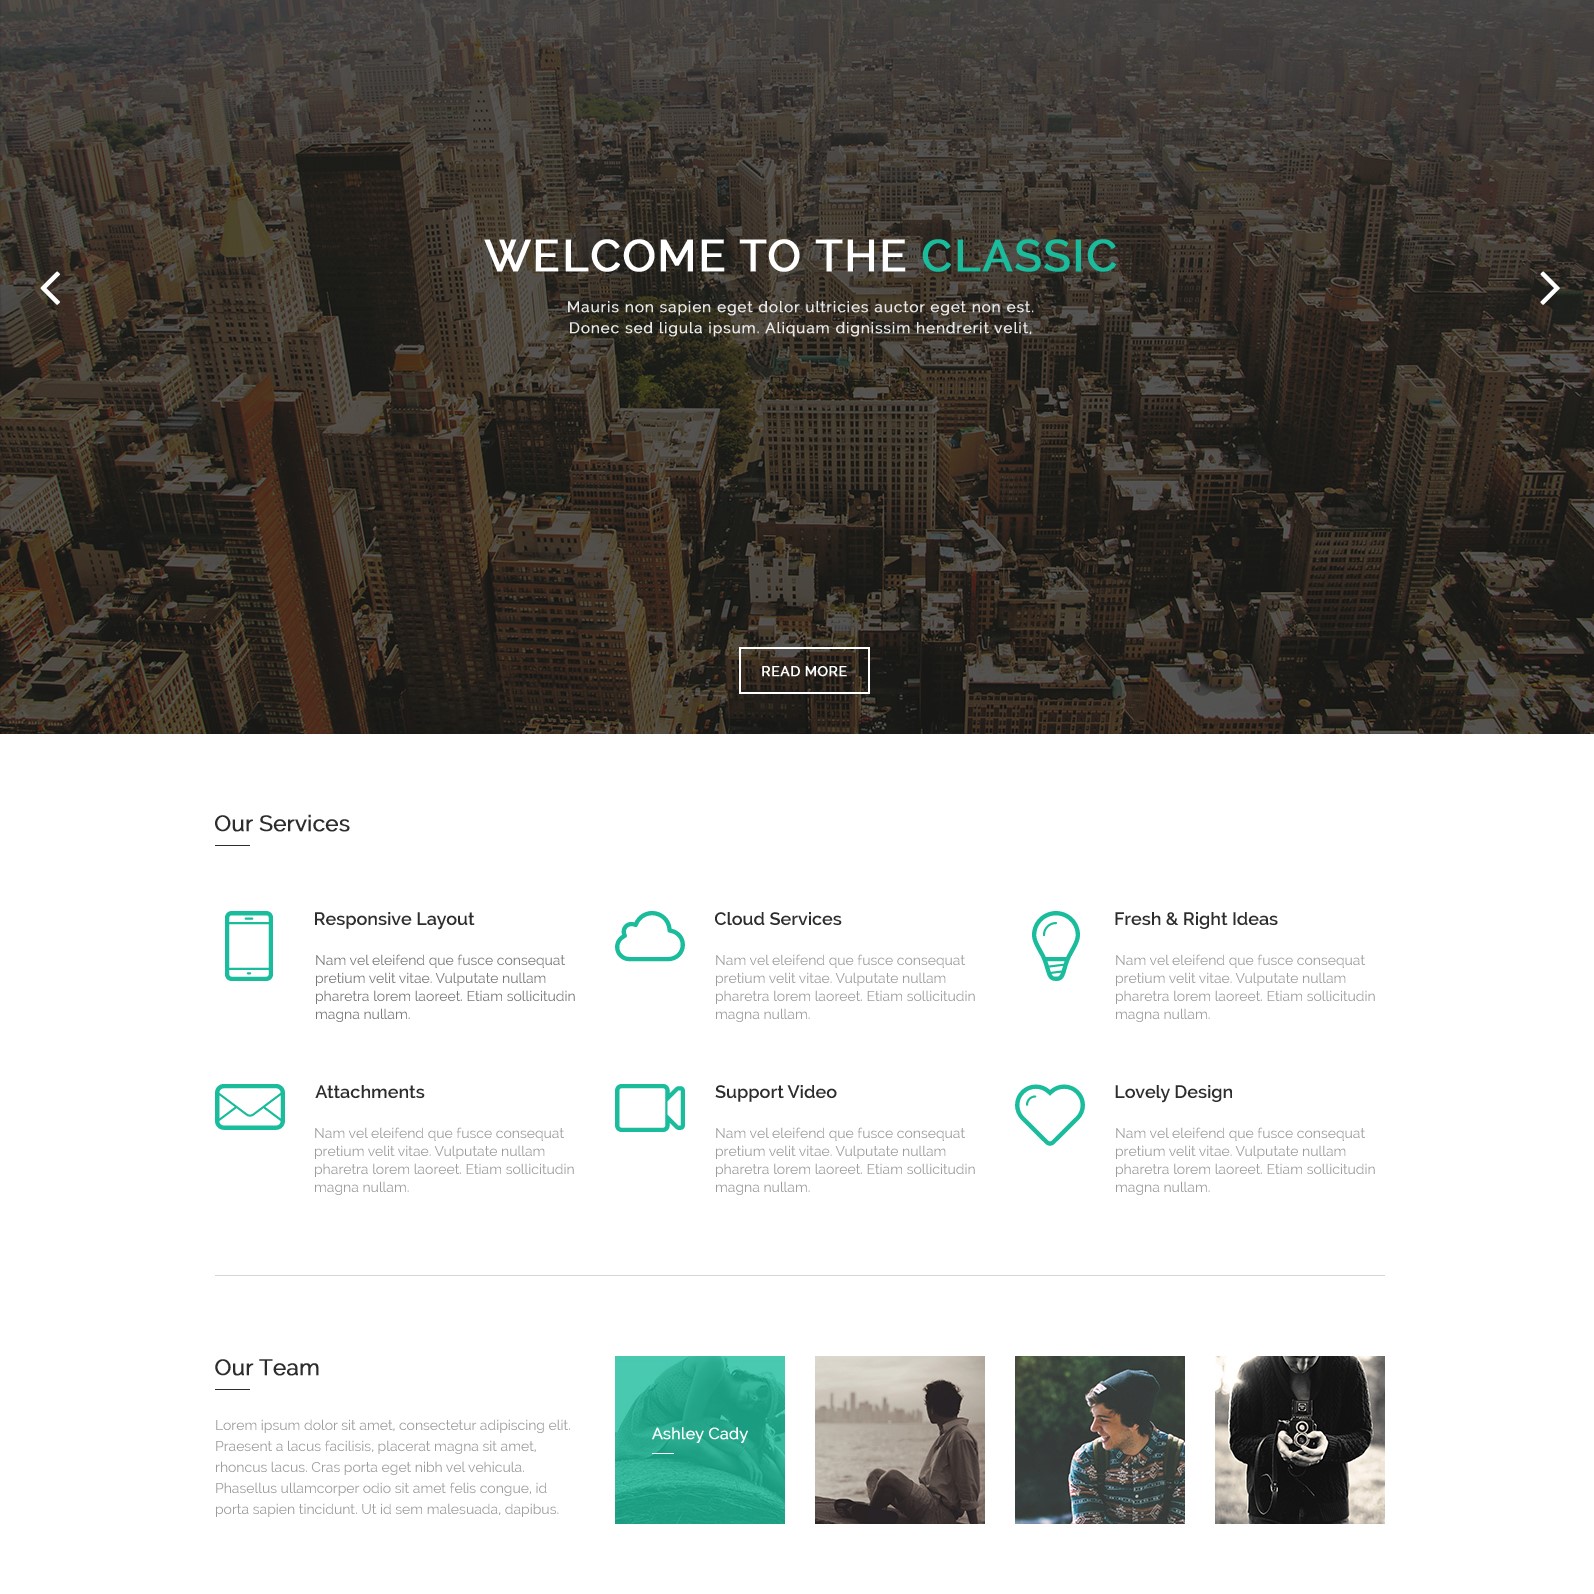 WELCOME TO THE CLASSIC
Mauris non sapien eget dolor ultricies auctor eget non est.
Donec sed ligula ipsum. Aliquam dignissim hendrerit velit,
READ MORE
Our Services
Responsive Layout
Nam vel eleifend que fusce consequat
pretium velit vitae. Vulputate nullam
pharetra lorem laoreet. Etiam sollicitudin
magna nullam.
Cloud Services
Nam vel eleifend que fusce consequat
pretium velit vitae. Vulputate nullam
pharetra lorem laoreet. Etiam sollicitudin
magna nullam.
Fresh & Right Ideas
Nam vel eleifend que fusce consequat
pretium velit vitae. Vulputate nullam
pharetra lorem laoreet. Etiam sollicitudin
magna nullam.
Attachments
Nam vel eleifend que fusce consequat
pretium velit vitae. Vulputate nullam
pharetra lorem laoreet. Etiam sollicitudin
magna nullam.
Support Video
Nam vel eleifend que fusce consequat
pretium velit vitae. Vulputate nullam
pharetra lorem laoreet. Etiam sollicitudin
magna nullam.
Lovely Design
Nam vel eleifend que fusce consequat
pretium velit vitae. Vulputate nullam
pharetra lorem laoreet. Etiam sollicitudin
magna nullam.
Our Team
Lorem ipsum dolor sit amet, consectetur adipiscing elit.
Praesent a lacus facilisis, placerat magna sit amet,
rhoncus lacus. Cras porta eget nibh vel vehicula.
Phasellus ullamcorper odio sit amet felis congue, id
porta sapien tincidunt. Ut id sem malesuada, dapibus.
Ashley Cady